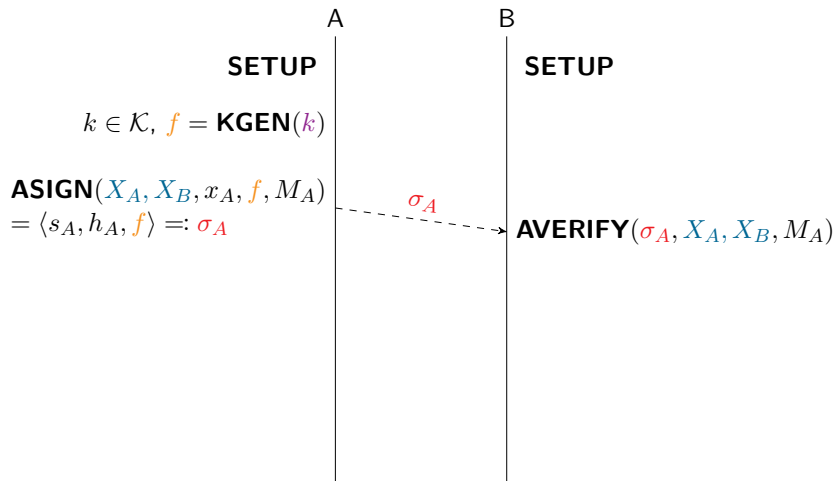 A B
SETUP SETUP
k ∈ 𝒦, f = KGEN(k)
ASIGN(X_A, X_B, x_A, f, M_A)
σ_A
= ⟨s_A, h_A, f⟩ =: σ_A
AVERIFY(σ_A, X_A, X_B, M_A)